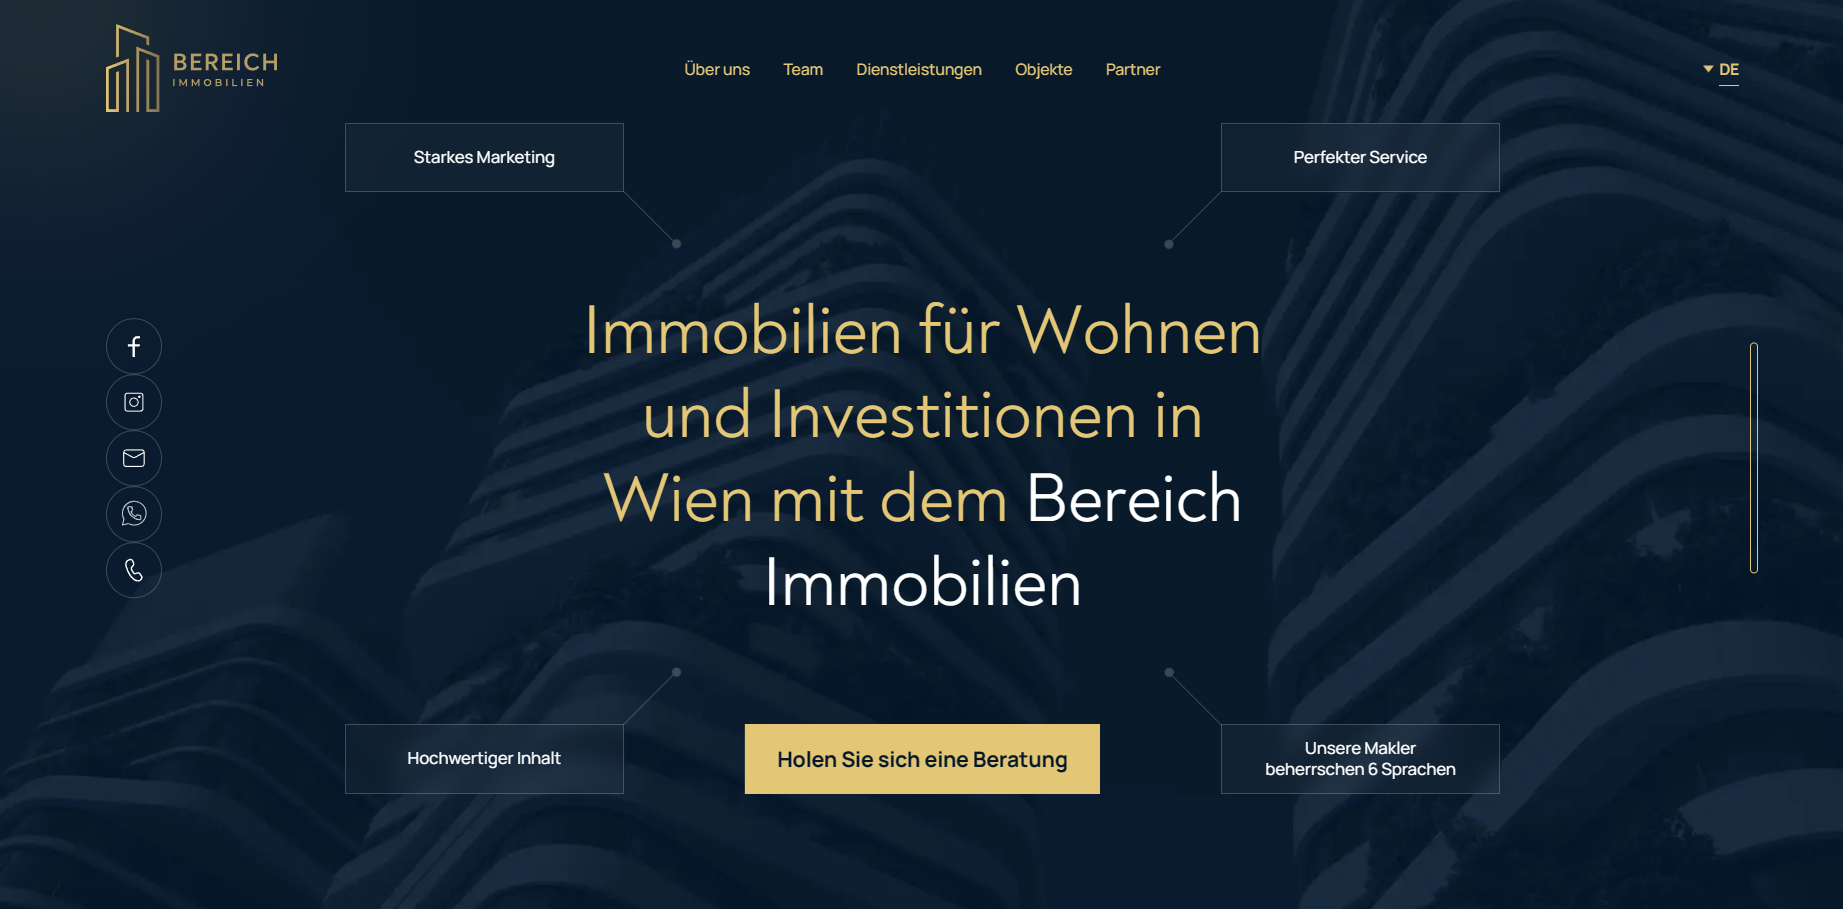 BEREICH
IMMOBILIEN
Über uns
Team
Dienstleistungen
Objekte
Partner
DE
Starkes Marketing
Perfekter Service
Immobilien für Wohnen
und Investitionen in
Wien mit dem Bereich
Immobilien
Hochwertiger Inhalt
Holen Sie sich eine Beratung
Unsere Makler
beherrschen 6 Sprachen